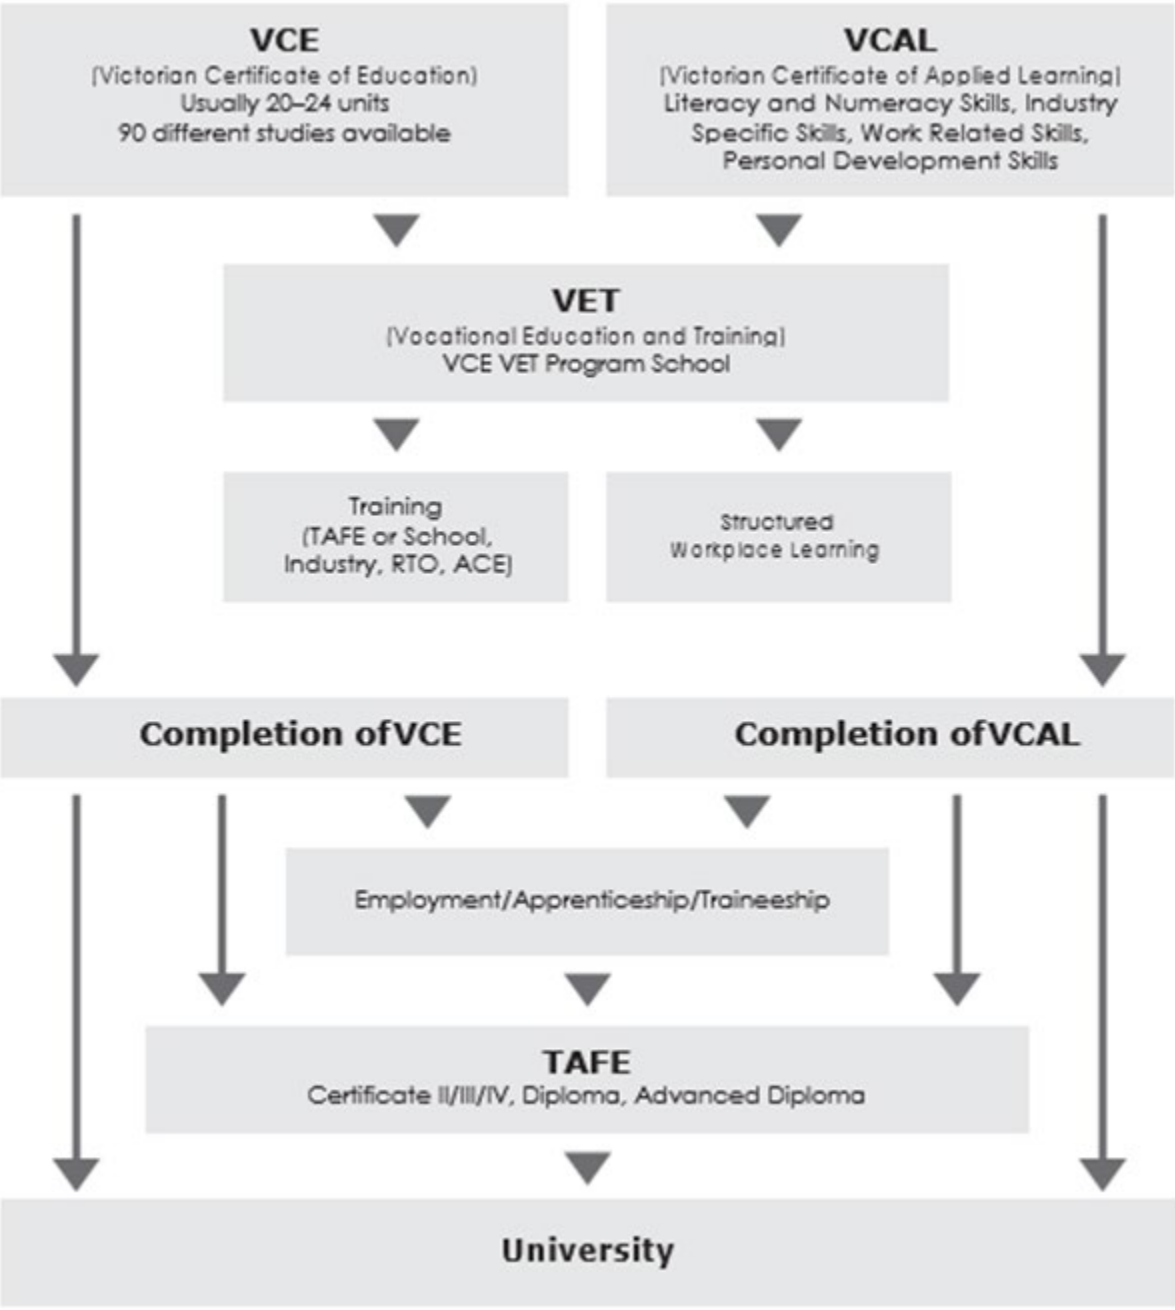 VCE
(Victorian Certificate of Education)
Usually 20–24 units
90 different studies available
VCAL
(Victorian Certificate of Applied Learning)
Literacy and Numeracy Skills, Industry
Specific Skills, Work Related Skills,
Personal Development Skills
VET
(Vocational Education and Training)
VCE VET Program School
Training
(TAFE or School,
Industry, RTO, ACE)
Structured
Workplace Learning
Completion ofVCE
Completion ofVCAL
Employment/Apprenticeship/Traineeship
TAFE
Certificate II/III/IV, Diploma, Advanced Diploma
University